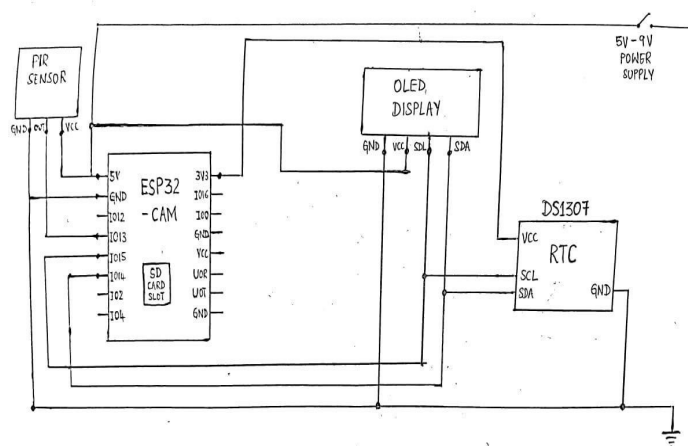 PIR
SENSOR
GND OUT VCC
5V-9V
POWER
SUPPLY
OLED
DISPLAY
GND VCC SDL SDA
ESP32
-CAM
SD
CARD
SLOT
5V
GND
IO12
IO13
IO15
IO14
IO2
IO4
3V3
IO16
IO0
GND
VCC
UOR
UOT
GND
DS1307
RTC
VCC
SCL
SDA
GND